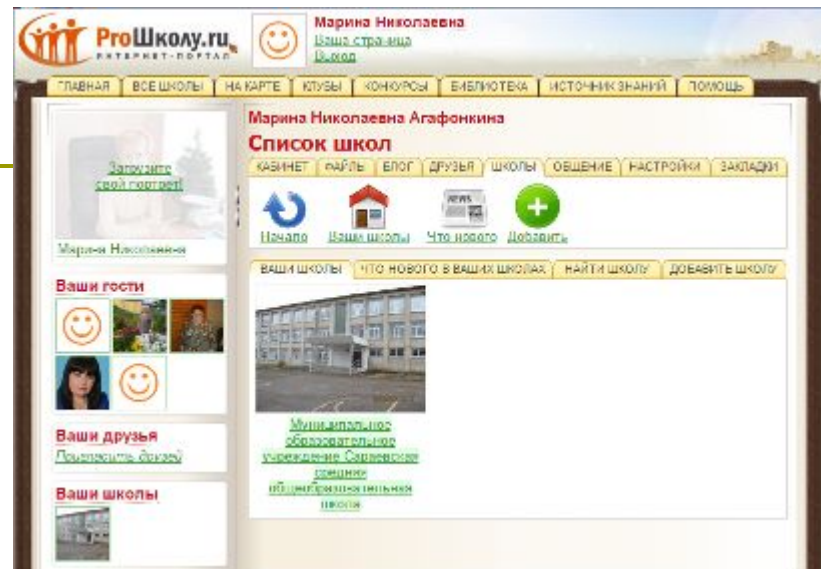 ProШколу.ru
ИНТЕРНЕТ-ПОРТАЛ
Марина Николаевна
Ваша страница
Выход
ГЛАВНАЯ ВСЕ ШКОЛЫ НА КАРТЕ КЛУБЫ КОНКУРСЫ БИБЛИОТЕКА ИСТОЧНИК ЗНАНИЙ ПОМОЩЬ
Загрузите
свой портрет!
Марина Николаевна
Ваши гости
Ваши друзья
Пригласить друзей
Ваши школы
Марина Николаевна Агафонкина
Список школ
КАБИНЕТ ФАЙЛЫ БЛОГ ДРУЗЬЯ ШКОЛЫ ОБЩЕНИЕ НАСТРОЙКИ ЗАКЛАДКИ
NEWS
Начало Ваши школы Что нового Добавить
ВАШИ ШКОЛЫ ЧТО НОВОГО В ВАШИХ ШКОЛАХ НАЙТИ ШКОЛУ ДОБАВИТЬ ШКОЛУ
Муниципальное
образовательное
учреждение Сараевская
средняя
общеобразовательная
школа